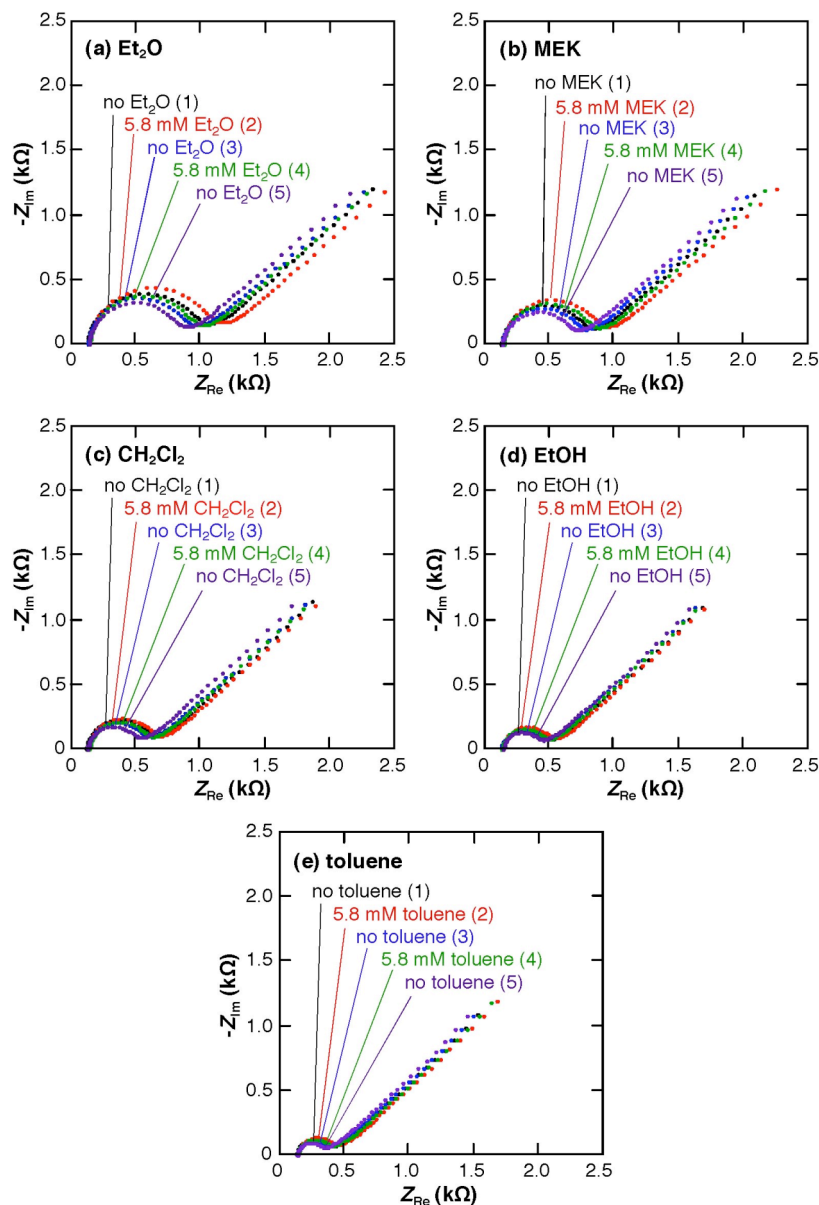 (a) Et₂O
no Et₂O (1)
5.8 mM Et₂O (2)
no Et₂O (3)
5.8 mM Et₂O (4)
no Et₂O (5)
2.5
2.0
1.5
1.0
0.5
0
-Z_Im (kΩ)
0 0.5 1.0 1.5 2.0 2.5
Z_Re (kΩ)
(b) MEK
no MEK (1)
5.8 mM MEK (2)
no MEK (3)
5.8 mM MEK (4)
no MEK (5)
2.5
2.0
1.5
1.0
0.5
0
-Z_Im (kΩ)
0 0.5 1.0 1.5 2.0 2.5
Z_Re (kΩ)
(c) CH₂Cl₂
no CH₂Cl₂ (1)
5.8 mM CH₂Cl₂ (2)
no CH₂Cl₂ (3)
5.8 mM CH₂Cl₂ (4)
no CH₂Cl₂ (5)
2.5
2.0
1.5
1.0
0.5
0
-Z_Im (kΩ)
0 0.5 1.0 1.5 2.0 2.5
Z_Re (kΩ)
(d) EtOH
no EtOH (1)
5.8 mM EtOH (2)
no EtOH (3)
5.8 mM EtOH (4)
no EtOH (5)
2.5
2.0
1.5
1.0
0.5
0
-Z_Im (kΩ)
0 0.5 1.0 1.5 2.0 2.5
Z_Re (kΩ)
(e) toluene
no toluene (1)
5.8 mM toluene (2)
no toluene (3)
5.8 mM toluene (4)
no toluene (5)
2.5
2.0
1.5
1.0
0.5
0
-Z_Im (kΩ)
0 0.5 1.0 1.5 2.0 2.5
Z_Re (kΩ)